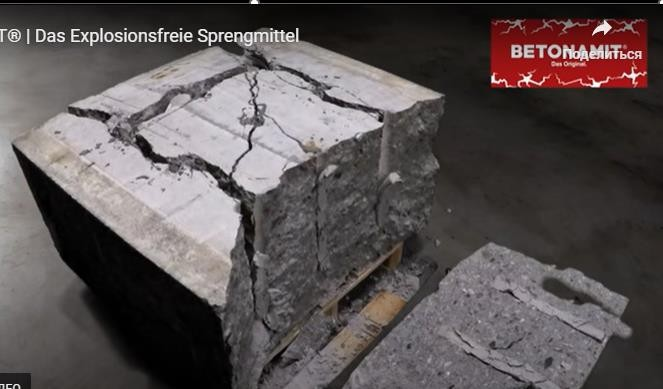 T® | Das Explosionsfreie Sprengmittel
BETONAMIT®
Das Original.
Поделиться